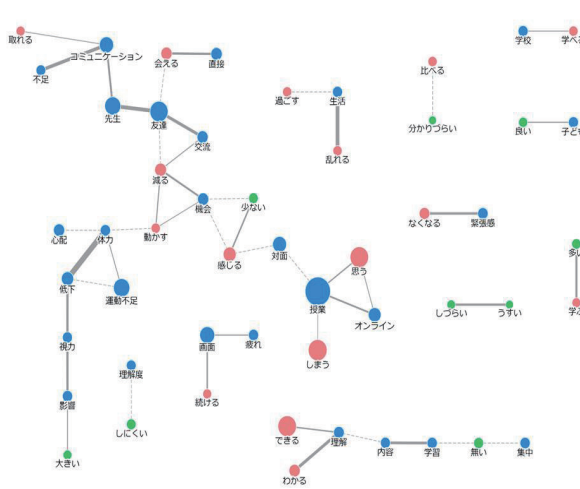 取れる
コミュニケーション
不足
会える
直接
先生
友達
交流
減る
機会
少ない
動かす
感じる
対面
心配
体力
低下
運動不足
視力
影響
大きい
理解度
しにくい
画面
疲れ
続ける
思う
授業
オンライン
しまう
過ごす
生活
乱れる
比べる
分かりづらい
学校
学べる
良い
なくなる
緊張感
しづらい
うすい
できる
理解
わかる
内容
学習
無い
集中